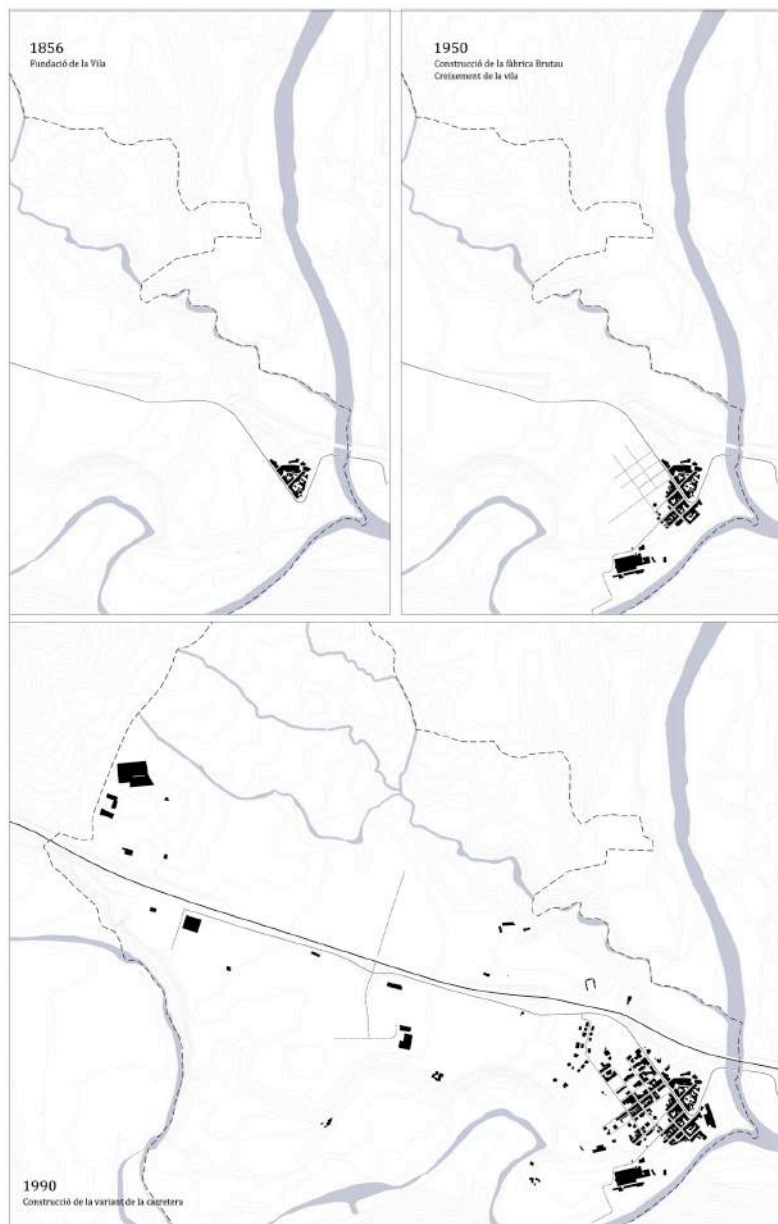 1856
Fundació de la Vila
1950
Construcció de la fàbrica Brutau
Creixement de la vila
1990
Construcció de la variant de la carretera